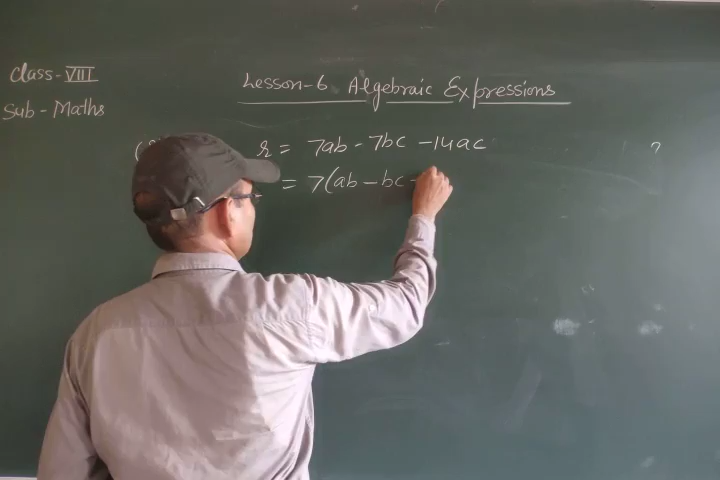 Class-VIII
Sub - Maths
Lesson-6. Algebraic Expressions
(
r = 7ab - 7bc - 14ac ?
= 7(ab - bc -